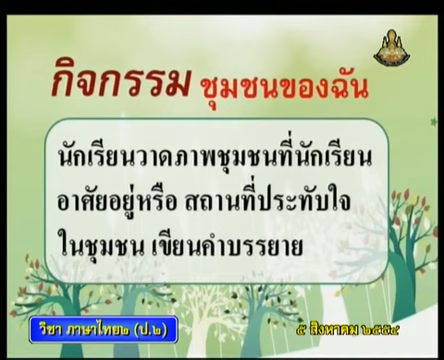 กิจกรรม ชุมชนของฉัน
นักเรียนวาดภาพชุมชนที่นักเรียน
อาศัยอยู่หรือ สถานที่ประทับใจ
ในชุมชน เขียนคำบรรยาย
วิชา ภาษาไทย๒ (ป.๒)
๕ สิงหาคม ๒๕๕๔